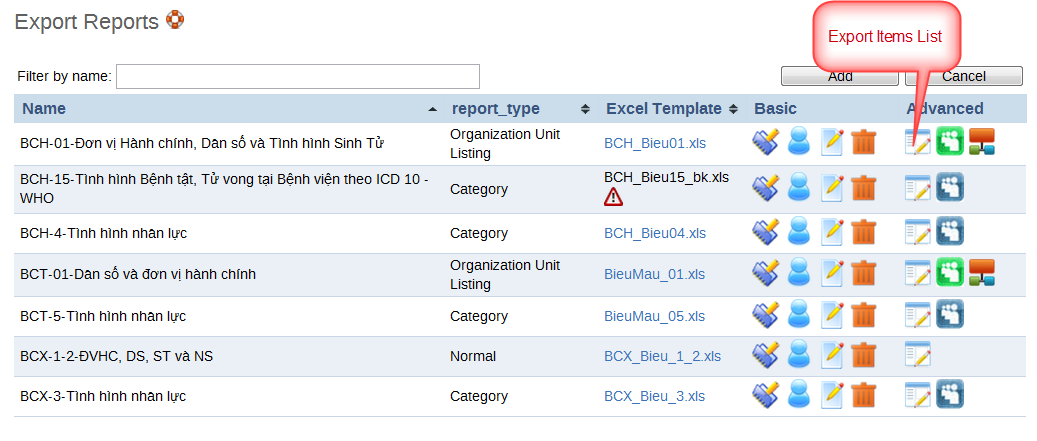 Export Reports
Export Items List
Filter by name:
Add
Cancel
Name report_type Excel Template Basic Advanced
BCH-01-Đơn vị Hành chính, Dân số và Tình hình Sinh Tử
Organization Unit
Listing
BCH_Bieu01.xls
BCH-15-Tình hình Bệnh tật, Tử vong tại Bệnh viện theo ICD 10 -
WHO
Category
BCH_Bieu15_bk.xls
BCH-4-Tình hình nhân lực
Category
BCH_Bieu04.xls
BCT-01-Dân số và đơn vị hành chính
Organization Unit
Listing
BieuMau_01.xls
BCT-5-Tình hình nhân lực
Category
BieuMau_05.xls
BCX-1-2-ĐVHC, DS, ST và NS
Normal
BCX_Bieu_1_2.xls
BCX-3-Tình hình nhân lực
Category
BCX_Bieu_3.xls